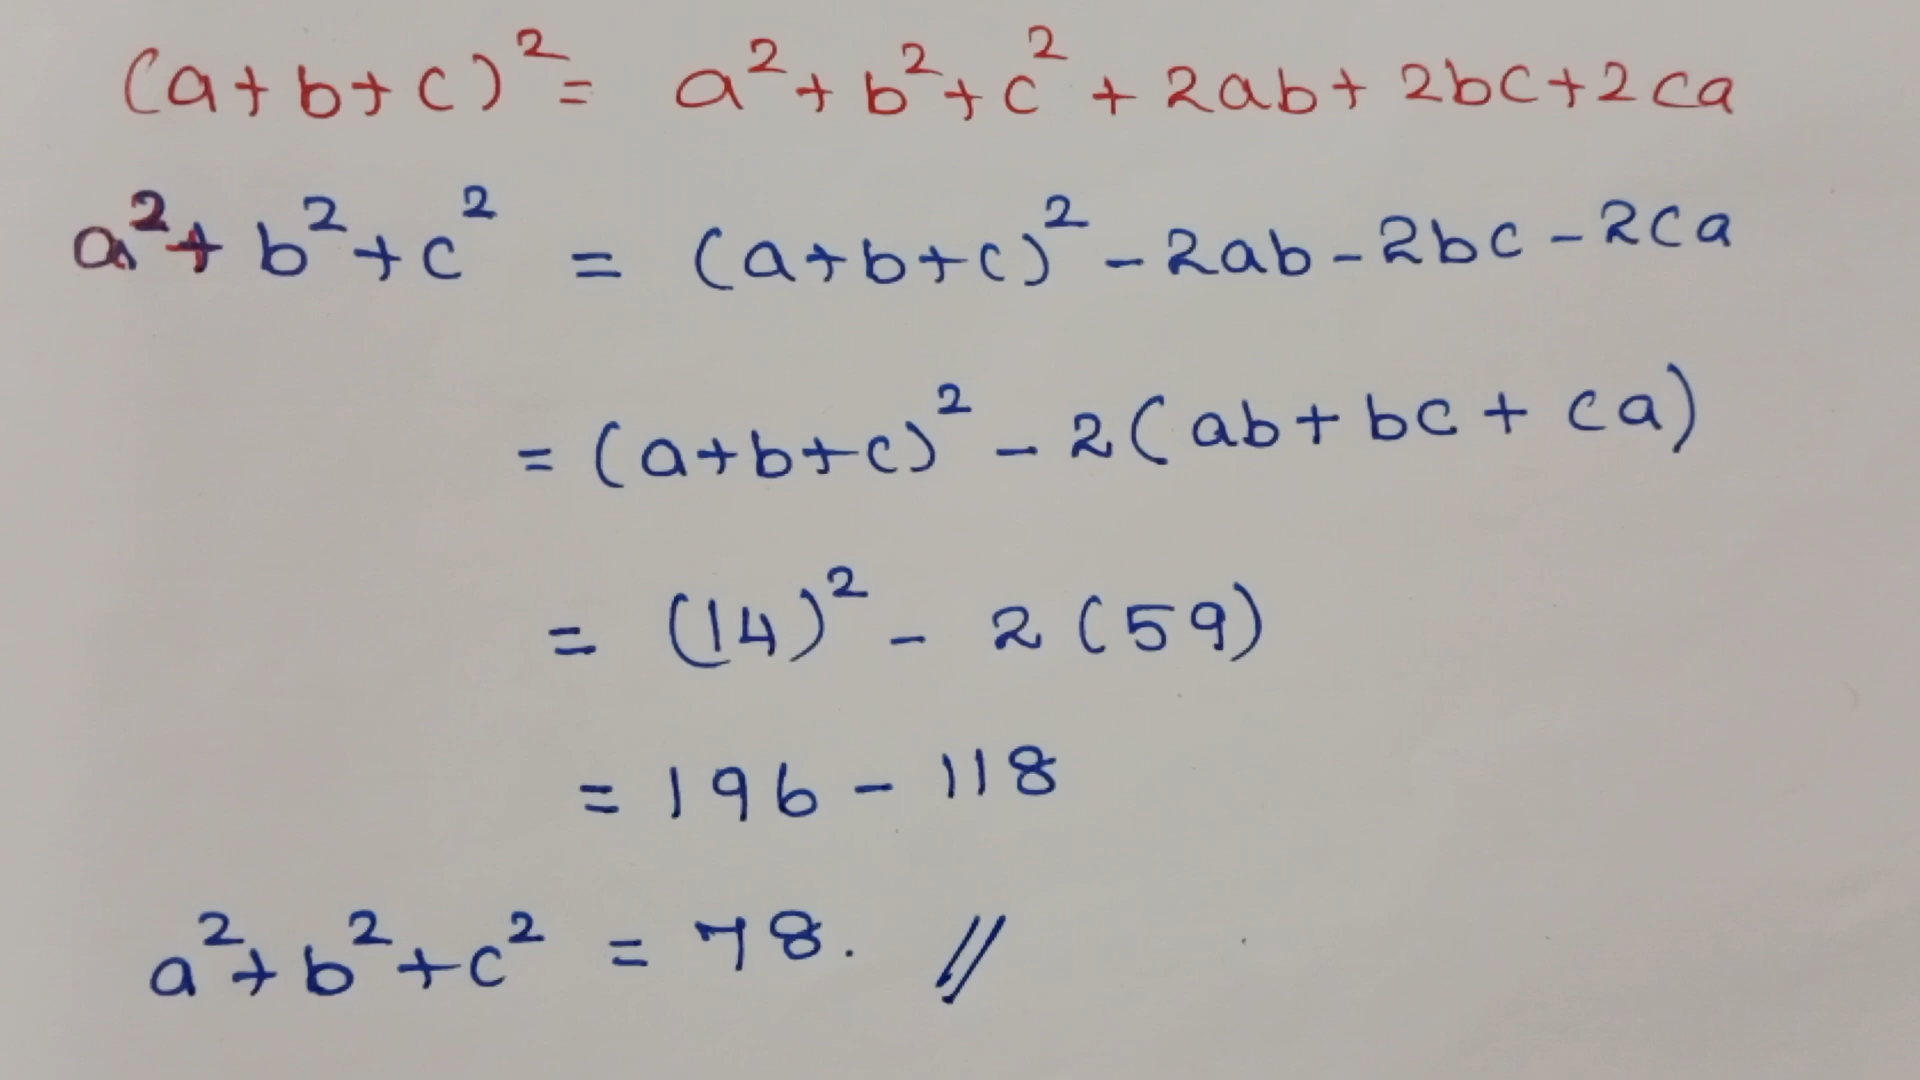 (a+b+c)² = a²+b²+c²+2ab+2bc+2ca
a²+b²+c² = (a+b+c)²-2ab-2bc-2ca
= (a+b+c)² - 2(ab+bc+ca)
= (14)² - 2(59)
= 196 - 118
a²+b²+c² = 78. //